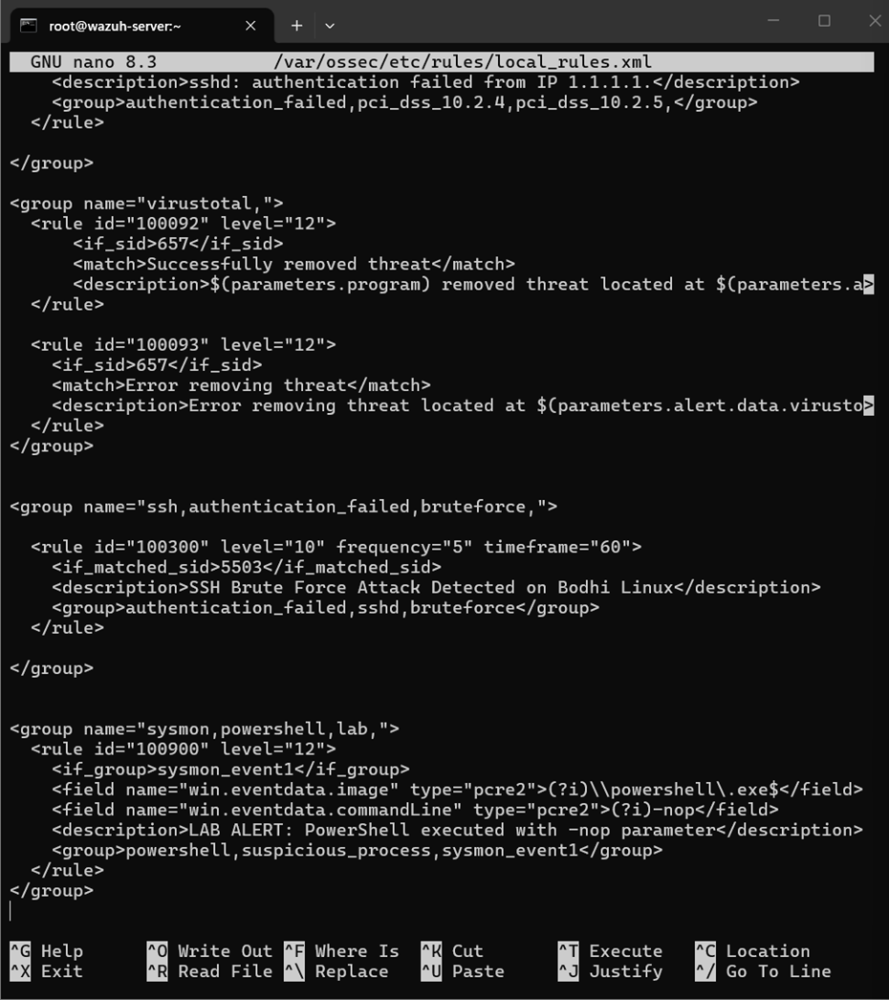 root@wazuh-server:~
GNU nano 8.3 /var/ossec/etc/rules/local_rules.xml
    <description>sshd: authentication failed from IP 1.1.1.1.</description>
    <group>authentication_failed,pci_dss_10.2.4,pci_dss_10.2.5,</group>
  </rule>
</group>
<group name="virustotal,">
  <rule id="100092" level="12">
      <if_sid>657</if_sid>
      <match>Successfully removed threat</match>
      <description>$(parameters.program) removed threat located at $(parameters.a>
  </rule>
  <rule id="100093" level="12">
    <if_sid>657</if_sid>
    <match>Error removing threat</match>
    <description>Error removing threat located at $(parameters.alert.data.virusto>
  </rule>
</group>
<group name="ssh,authentication_failed,bruteforce,">
  <rule id="100300" level="10" frequency="5" timeframe="60">
    <if_matched_sid>5503</if_matched_sid>
    <description>SSH Brute Force Attack Detected on Bodhi Linux</description>
    <group>authentication_failed,sshd,bruteforce</group>
  </rule>
</group>
<group name="sysmon,powershell,lab,">
  <rule id="100900" level="12">
    <if_group>sysmon_event1</if_group>
    <field name="win.eventdata.image" type="pcre2">(?i)\\powershell\.exe$</field>
    <field name="win.eventdata.commandLine" type="pcre2">(?i)-nop</field>
    <description>LAB ALERT: PowerShell executed with -nop parameter</description>
    <group>powershell,suspicious_process,sysmon_event1</group>
  </rule>
</group>
^G Help ^O Write Out ^F Where Is ^K Cut ^T Execute ^C Location
^X Exit ^R Read File ^\ Replace ^U Paste ^J Justify ^/ Go To Line